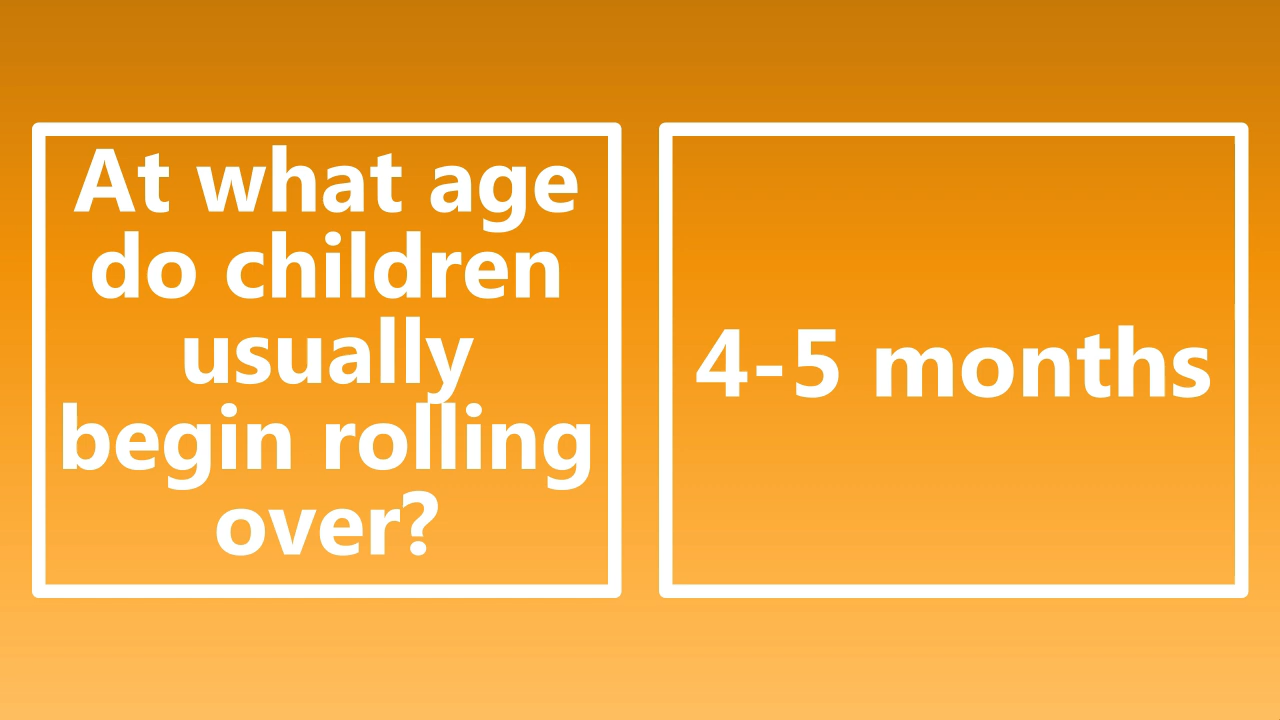 At what age
do children
usually
begin rolling
over?
4-5 months